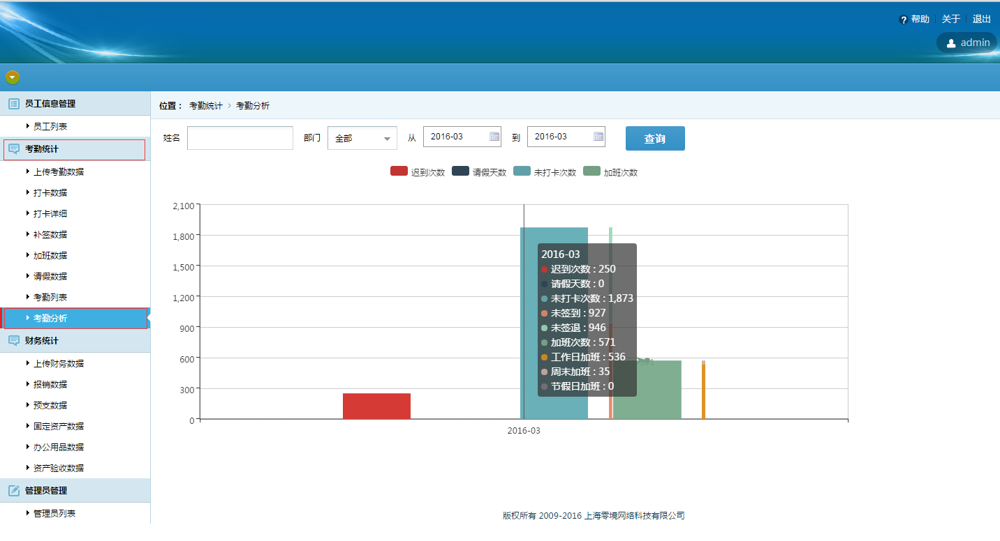 帮助 关于 退出
admin
员工信息管理
员工列表
考勤统计
上传考勤数据
打卡数据
打卡详细
补签数据
加班数据
请假数据
考勤列表
考勤分析
财务统计
上传财务数据
报销数据
预支数据
固定资产数据
办公用品数据
资产验收数据
管理员管理
管理员列表
位置： 考勤统计 > 考勤分析
姓名 部门 全部 从 2016-03 到 2016-03 查询
迟到次数 请假天数 未打卡次数 加班次数
2,100
1,800
1,500
1,200
900
600
300
0
2016-03
迟到次数 : 250
请假天数 : 0
未打卡次数 : 1,873
未签到 : 927
未签退 : 946
加班次数 : 571
工作日加班 : 536
周末加班 : 35
节假日加班 : 0
2016-03
版权所有 2009-2016 上海零境网络科技有限公司